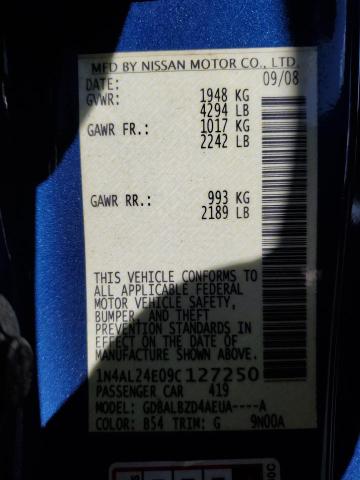 MFD BY NISSAN MOTOR CO., LTD.
DATE: 09/08
GVWR: 1948 KG
4294 LB
GAWR FR.: 1017 KG
2242 LB
GAWR RR.: 993 KG
2189 LB
THIS VEHICLE CONFORMS TO
ALL APPLICABLE FEDERAL
MOTOR VEHICLE SAFETY,
BUMPER, AND THEFT
PREVENTION STANDARDS IN
EFFECT ON THE DATE OF
MANUFACTURE SHOWN ABOVE.
1N4AL24E09C127250
PASSENGER CAR 419
MODEL: GDBALBZD4AEUA----A
COLOR: B54 TRIM: G 9N00A